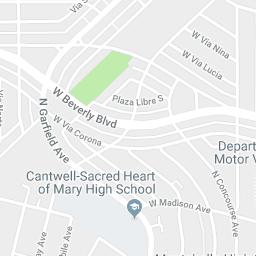 W Via Nina
W Via Lucia
Plaza Libre S
W Beverly Blvd
N Garfield Ave
W Via Corona
Depart
Motor V
Cantwell-Sacred Heart
of Mary High School
N Concourse Ave
W Madison Ave